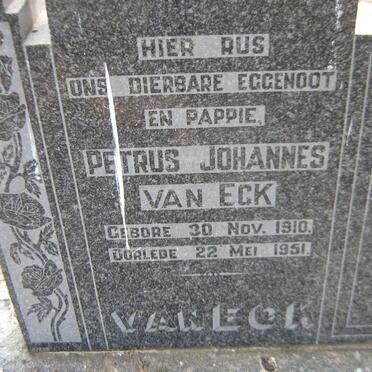 HIER RUS
ONS DIERBARE EGGENOOT
EN PAPPIE,
PETRUS JOHANNES
VAN ECK
GEBORE 30 NOV. 1910.
OORLEDE 22 MEI 1951.
VAN ECK